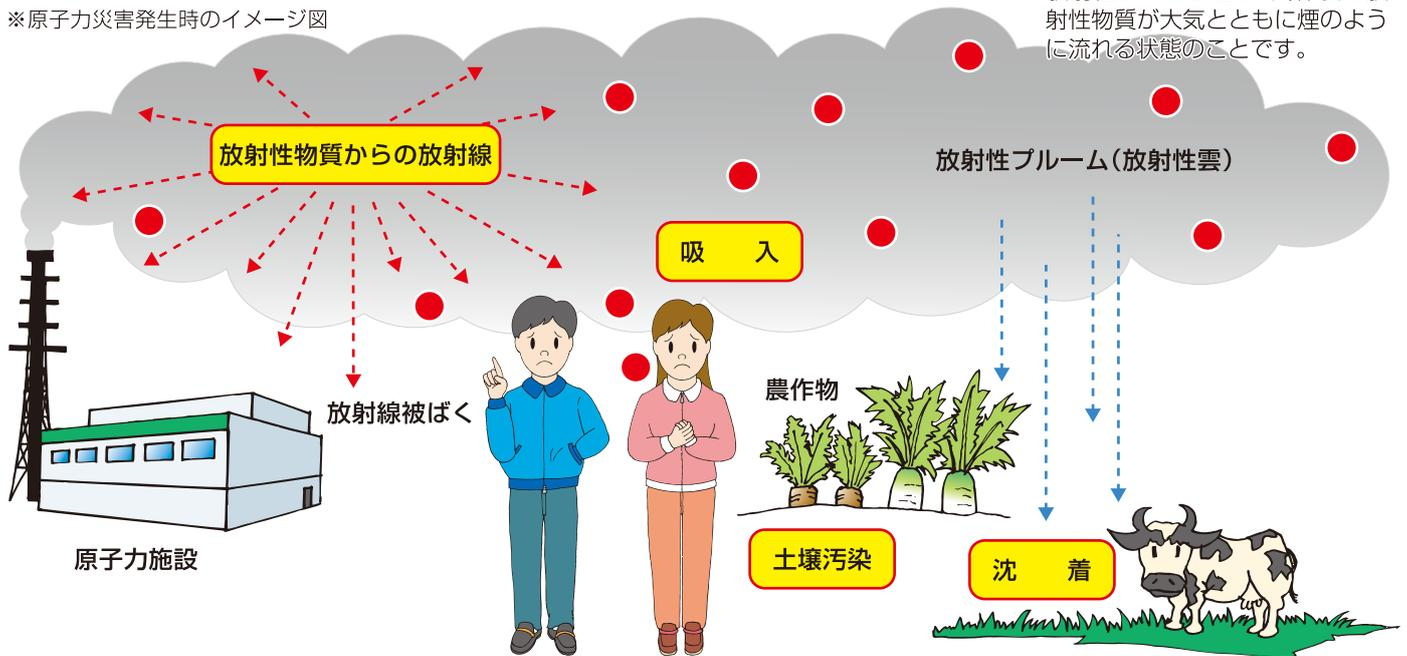 ※原子力災害発生時のイメージ図
射性物質が大気とともに煙のよう
に流れる状態のことです。
放射性物質からの放射線
放射性プルーム（放射性雲）
吸　入
放射線被ばく
農作物
原子力施設
土壌汚染
沈　着